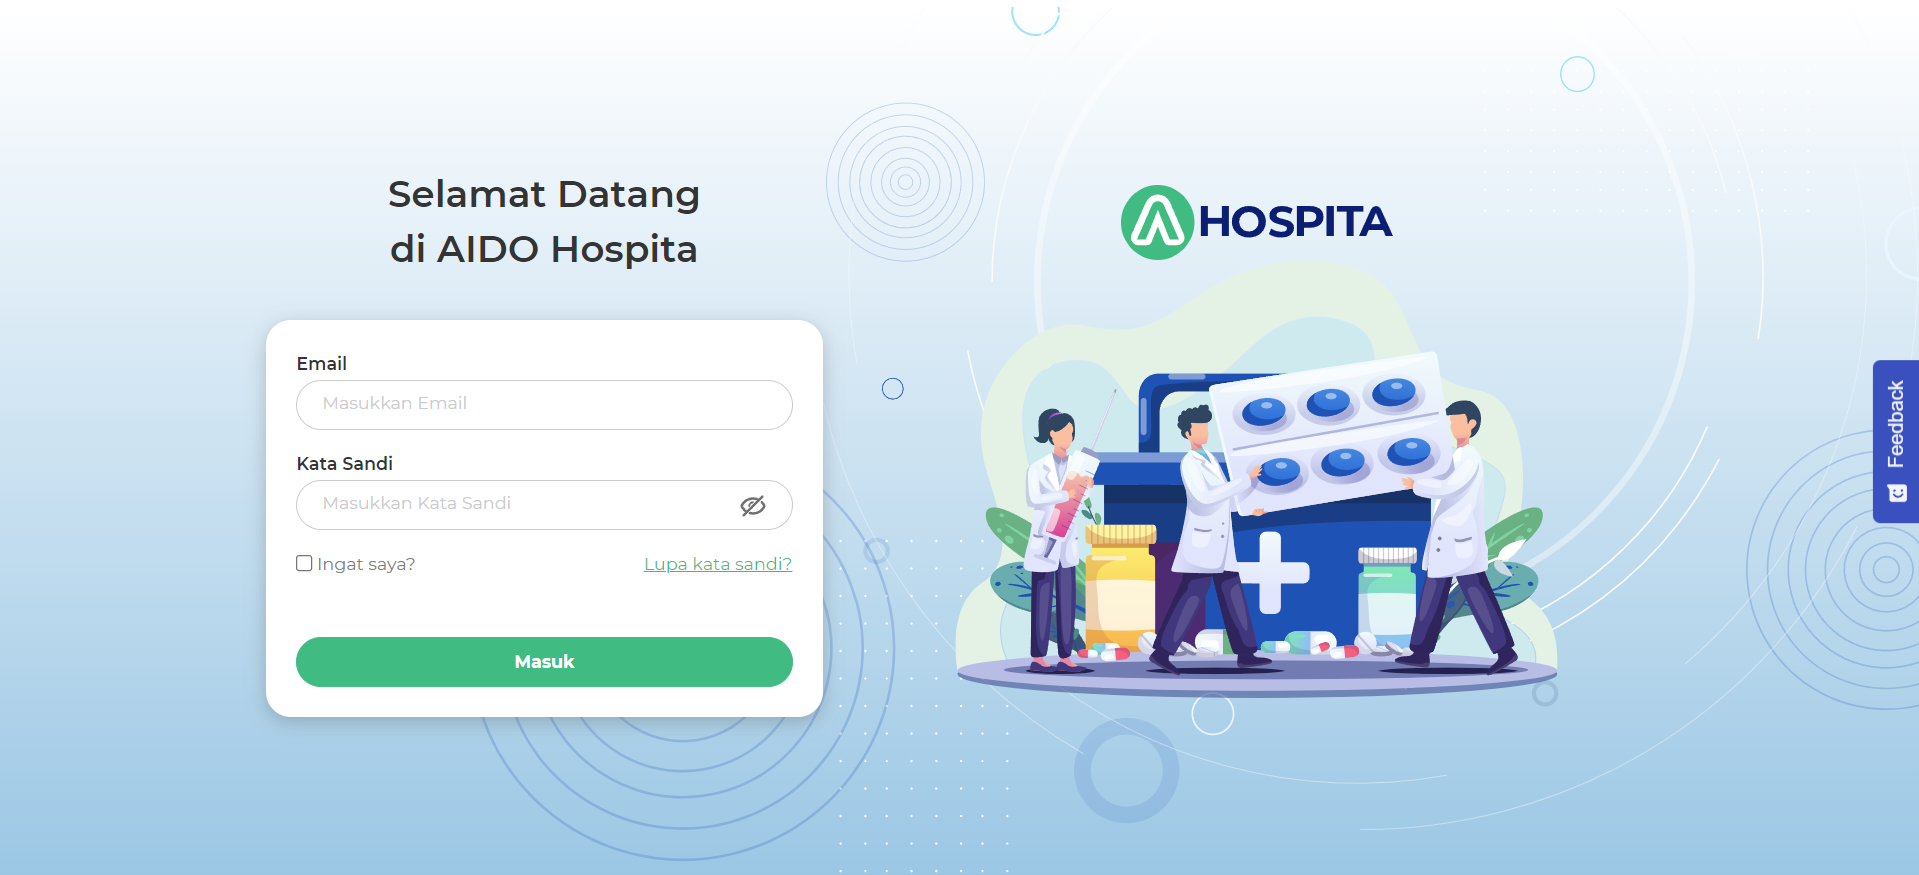 Selamat Datang
di AIDO Hospita
Email
Masukkan Email
Kata Sandi
Masukkan Kata Sandi
Ingat saya?
Lupa kata sandi?
Masuk
HOSPITA
Feedback